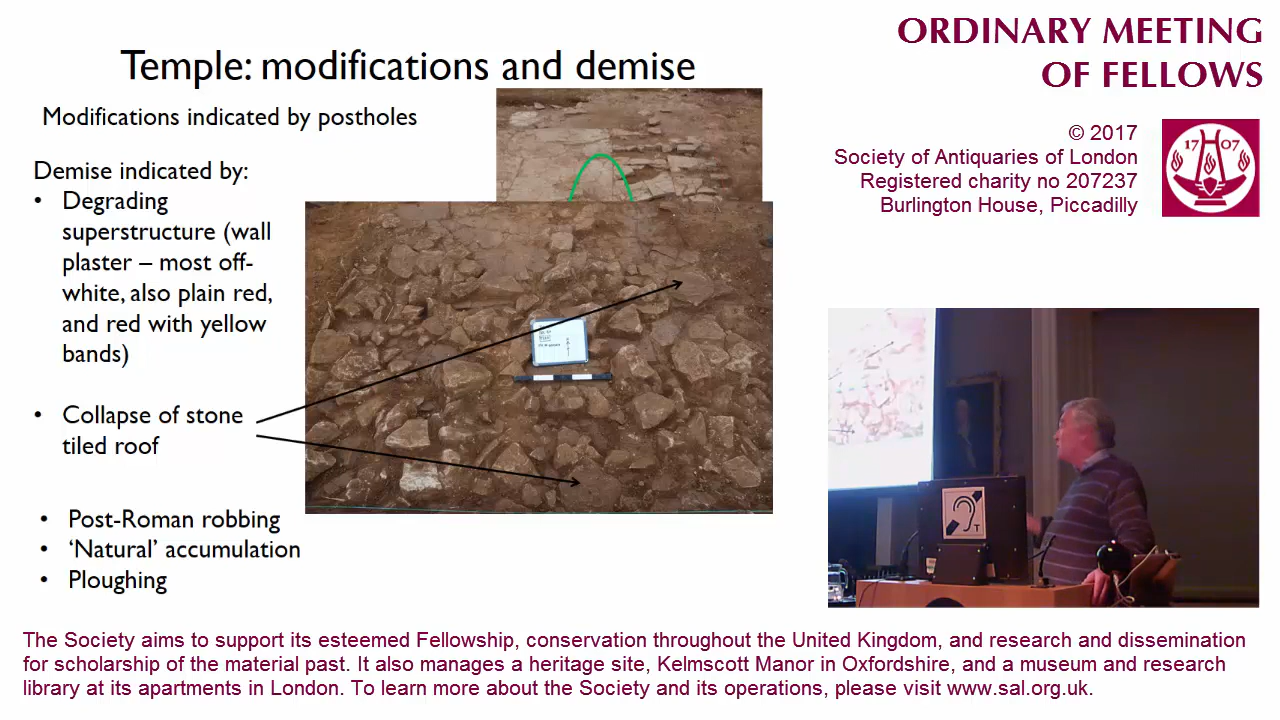 Temple: modifications and demise
Modifications indicated by postholes
Demise indicated by:
• Degrading
superstructure (wall
plaster – most off-
white, also plain red,
and red with yellow
bands)
• Collapse of stone
tiled roof
• Post-Roman robbing
• ‘Natural’ accumulation
• Ploughing
ORDINARY MEETING
OF FELLOWS
© 2017
Society of Antiquaries of London
Registered charity no 207237
Burlington House, Piccadilly
17 07
T
The Society aims to support its esteemed Fellowship, conservation throughout the United Kingdom, and research and dissemination
for scholarship of the material past. It also manages a heritage site, Kelmscott Manor in Oxfordshire, and a museum and research
library at its apartments in London. To learn more about the Society and its operations, please visit www.sal.org.uk.